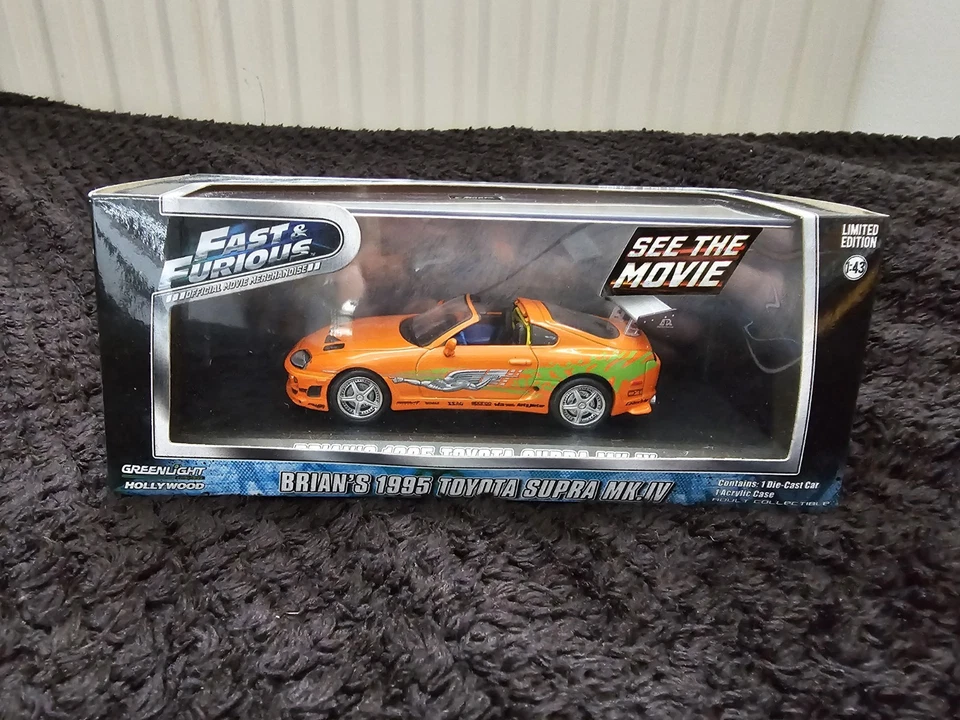 FAST &
FURIOUS
OFFICIAL MOVIE MERCHANDISE
SEE THE
MOVIE
LIMITED
EDITION
1:43
GREENLIGHT
HOLLYWOOD
BRIAN'S 1995 TOYOTA SUPRA MK.IV
Contains: 1 Die-Cast Car
1 Acrylic Case
ADULT COLLECTIBLE